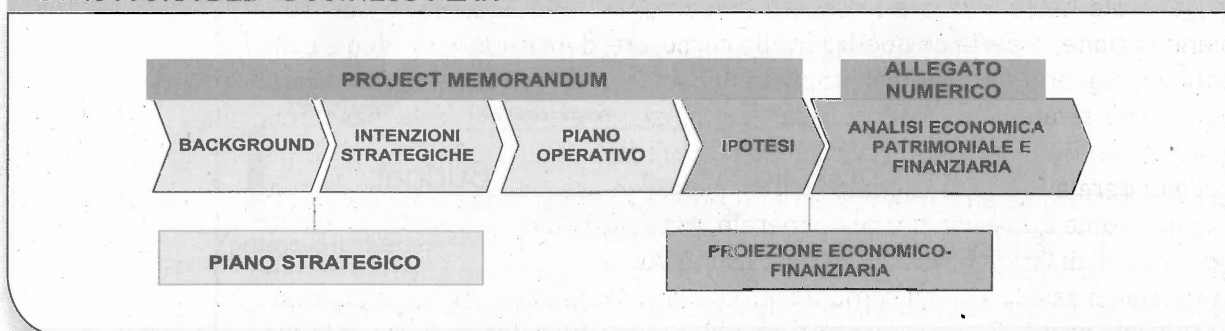 PROJECT MEMORANDUM
ALLEGATO
NUMERICO
BACKGROUND
INTENZIONI
STRATEGICHE
PIANO
OPERATIVO
IPOTESI
ANALISI ECONOMICA
PATRIMONIALE E
FINANZIARIA
PIANO STRATEGICO
PROIEZIONE ECONOMICO-
FINANZIARIA